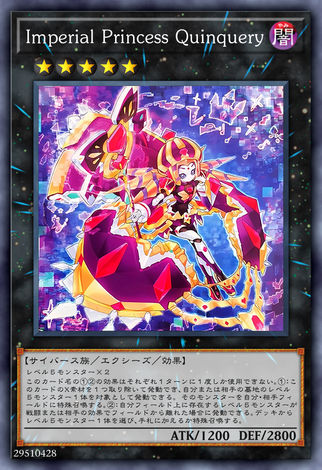 Imperial Princess Quinquery
やみ
闇
【サイバース族/エクシーズ/効果】
レベル5モンスター×2
このカード名の①②の効果はそれぞれ1ターンに1度しか使用できない。①:こ
のカードのX素材を1つ取り除いて発動でき、自分または相手の墓地のレベル
5モンスター1体を対象として発動できる。そのモンスターを自分・相手フィー
ルドに特殊召喚する。②:自分フィールド上に存在するレベル5モンスターが
戦闘または相手の効果でフィールドから離れた場合に発動できる。デッキから
レベル5モンスター1体を選び、手札に加えるか特殊召喚する。
ATK/1200 DEF/2800
29510428